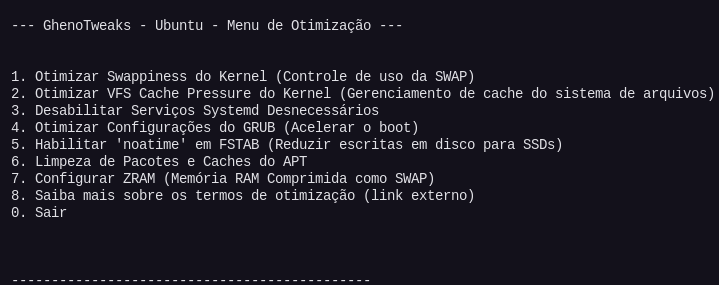 --- GhenoTweaks - Ubuntu - Menu de Otimização ---
1. Otimizar Swappiness do Kernel (Controle de uso da SWAP)
2. Otimizar VFS Cache Pressure do Kernel (Gerenciamento de cache do sistema de arquivos)
3. Desabilitar Serviços Systemd Desnecessários
4. Otimizar Configurações do GRUB (Acelerar o boot)
5. Habilitar 'noatime' em FSTAB (Reduzir escritas em disco para SSDs)
6. Limpeza de Pacotes e Caches do APT
7. Configurar ZRAM (Memória RAM Comprimida como SWAP)
8. Saiba mais sobre os termos de otimização (link externo)
0. Sair
---------------------------------------------